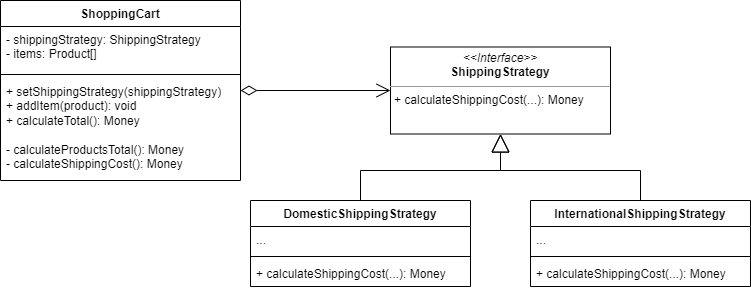 ShoppingCart
- shippingStrategy: ShippingStrategy
- items: Product[]
+ setShippingStrategy(shippingStrategy)
+ addItem(product): void
+ calculateTotal(): Money
- calculateProductsTotal(): Money
- calculateShippingCost(): Money
<<Interface>>
ShippingStrategy
+ calculateShippingCost(...): Money
DomesticShippingStrategy
...
+ calculateShippingCost(...): Money
InternationalShippingStrategy
...
+ calculateShippingCost(...): Money